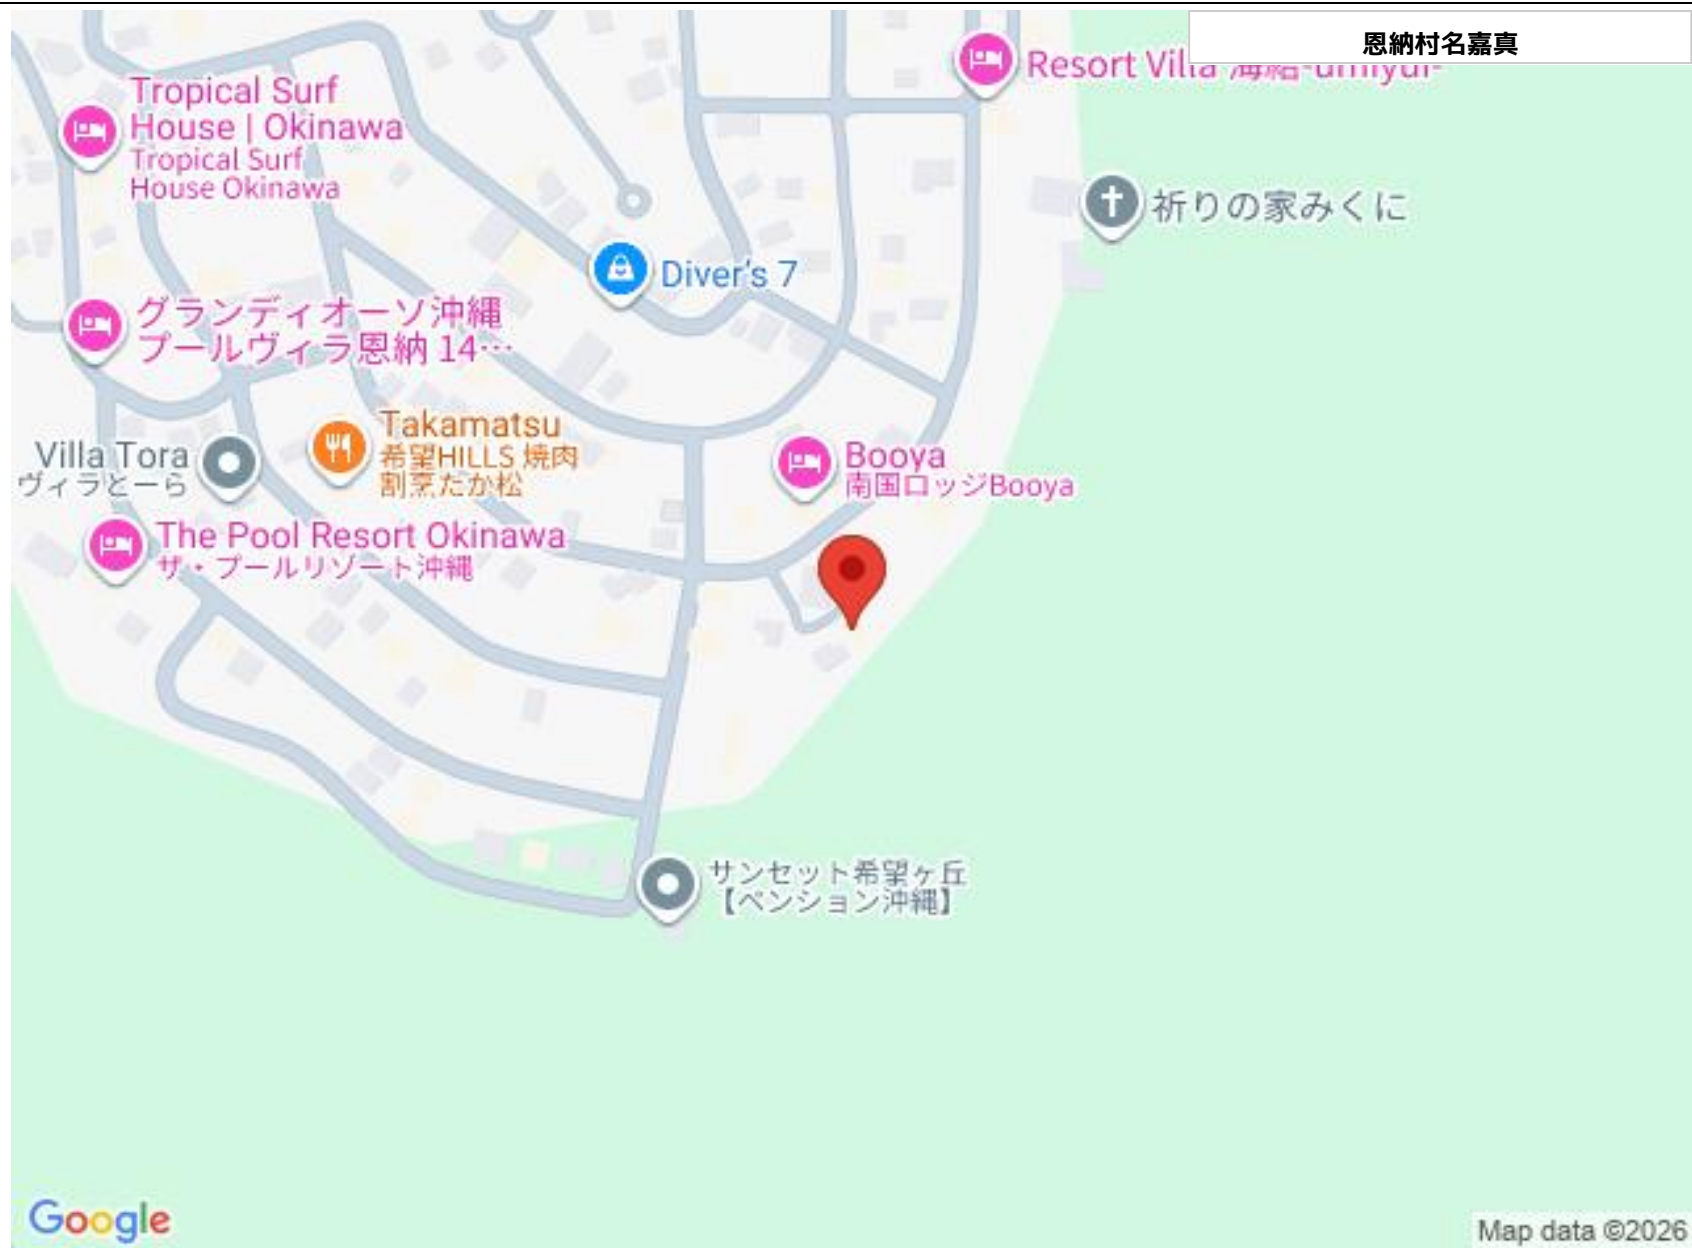 恩納村名嘉真
Resort Villa 海結-umiyui-
Tropical Surf
House | Okinawa
Tropical Surf
House Okinawa
祈りの家みくに
Diver's 7
グランディオーソ沖縄
プールヴィラ恩納 14…
Takamatsu
希望HILLS 焼肉
割烹だか松
Villa Tora
ヴィラとーら
Booya
南国ロッジBooya
The Pool Resort Okinawa
ザ・プールリゾート沖縄
サンセット希望ヶ丘
【ペンション沖縄】
Google
Map data ©2026